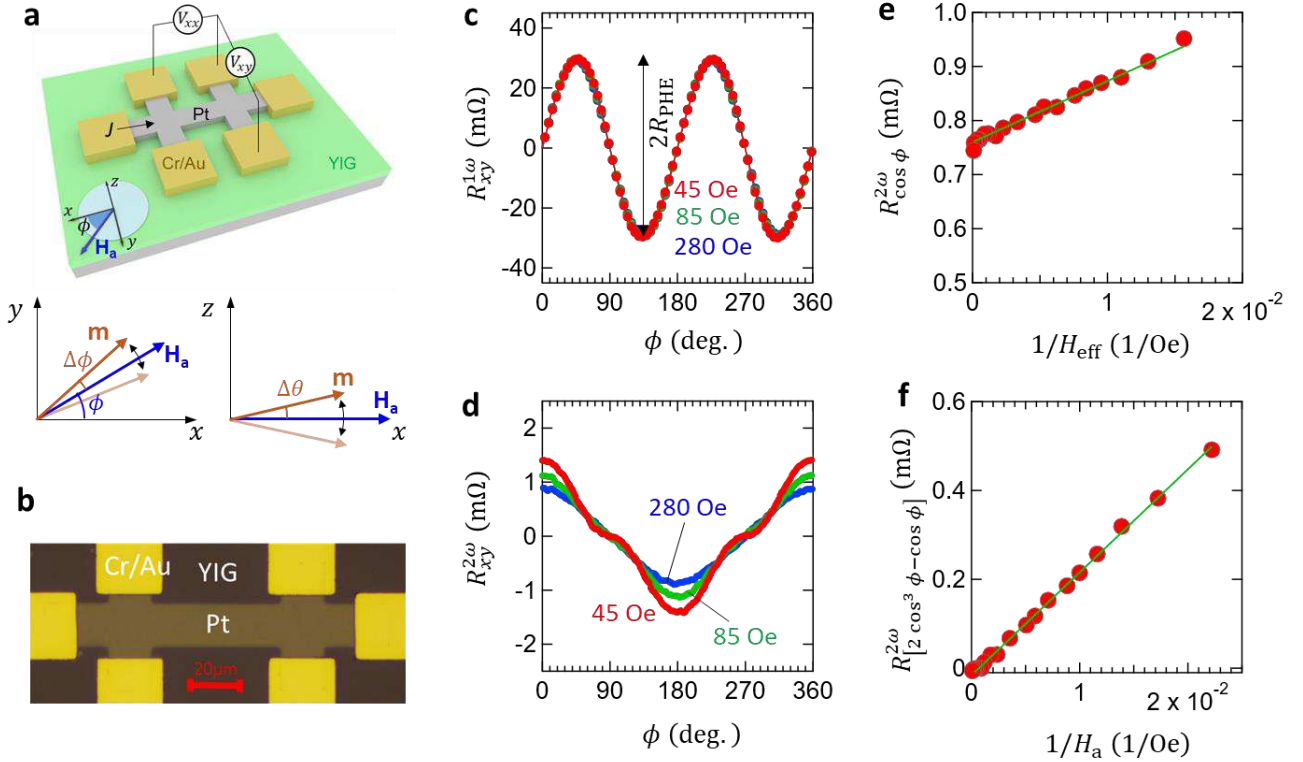 a
V_xx
V_xy
Pt
J
Cr/Au
YIG
z
x
ϕ
y
H_a
y
m
H_a
Δϕ
ϕ
x
z
m
Δθ
H_a
x
b
Cr/Au
YIG
Pt
20μm
c
R_xy^1ω (mΩ)
40
20
0
-20
-40
2R_PHE
45 Oe
85 Oe
280 Oe
0
90
180
270
360
ϕ (deg.)
d
R_xy^2ω (mΩ)
2
1
0
-1
-2
280 Oe
45 Oe
85 Oe
0
90
180
270
360
ϕ (deg.)
e
R_cos ϕ^2ω (mΩ)
1.0
0.9
0.8
0.7
0.6
0.5
0
1
2 x 10^-2
1/H_eff (1/Oe)
f
R_[2 cos^3 ϕ-cos ϕ]^2ω (mΩ)
0.6
0.4
0.2
0
0
1
2 x 10^-2
1/H_a (1/Oe)